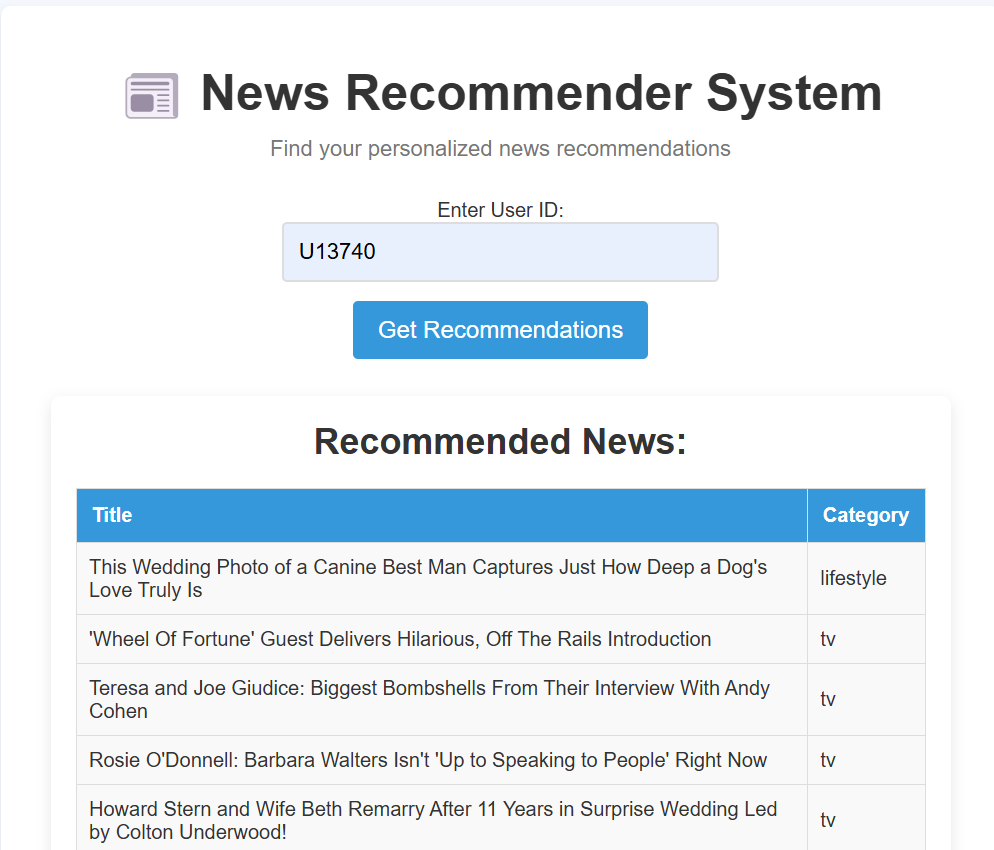 News Recommender System
Find your personalized news recommendations
Enter User ID:
U13740
Get Recommendations
Recommended News:
Title Category
This Wedding Photo of a Canine Best Man Captures Just How Deep a Dog's
Love Truly Is
lifestyle
'Wheel Of Fortune' Guest Delivers Hilarious, Off The Rails Introduction tv
Teresa and Joe Giudice: Biggest Bombshells From Their Interview With Andy
Cohen
tv
Rosie O'Donnell: Barbara Walters Isn't 'Up to Speaking to People' Right Now tv
Howard Stern and Wife Beth Remarry After 11 Years in Surprise Wedding Led
by Colton Underwood!
tv